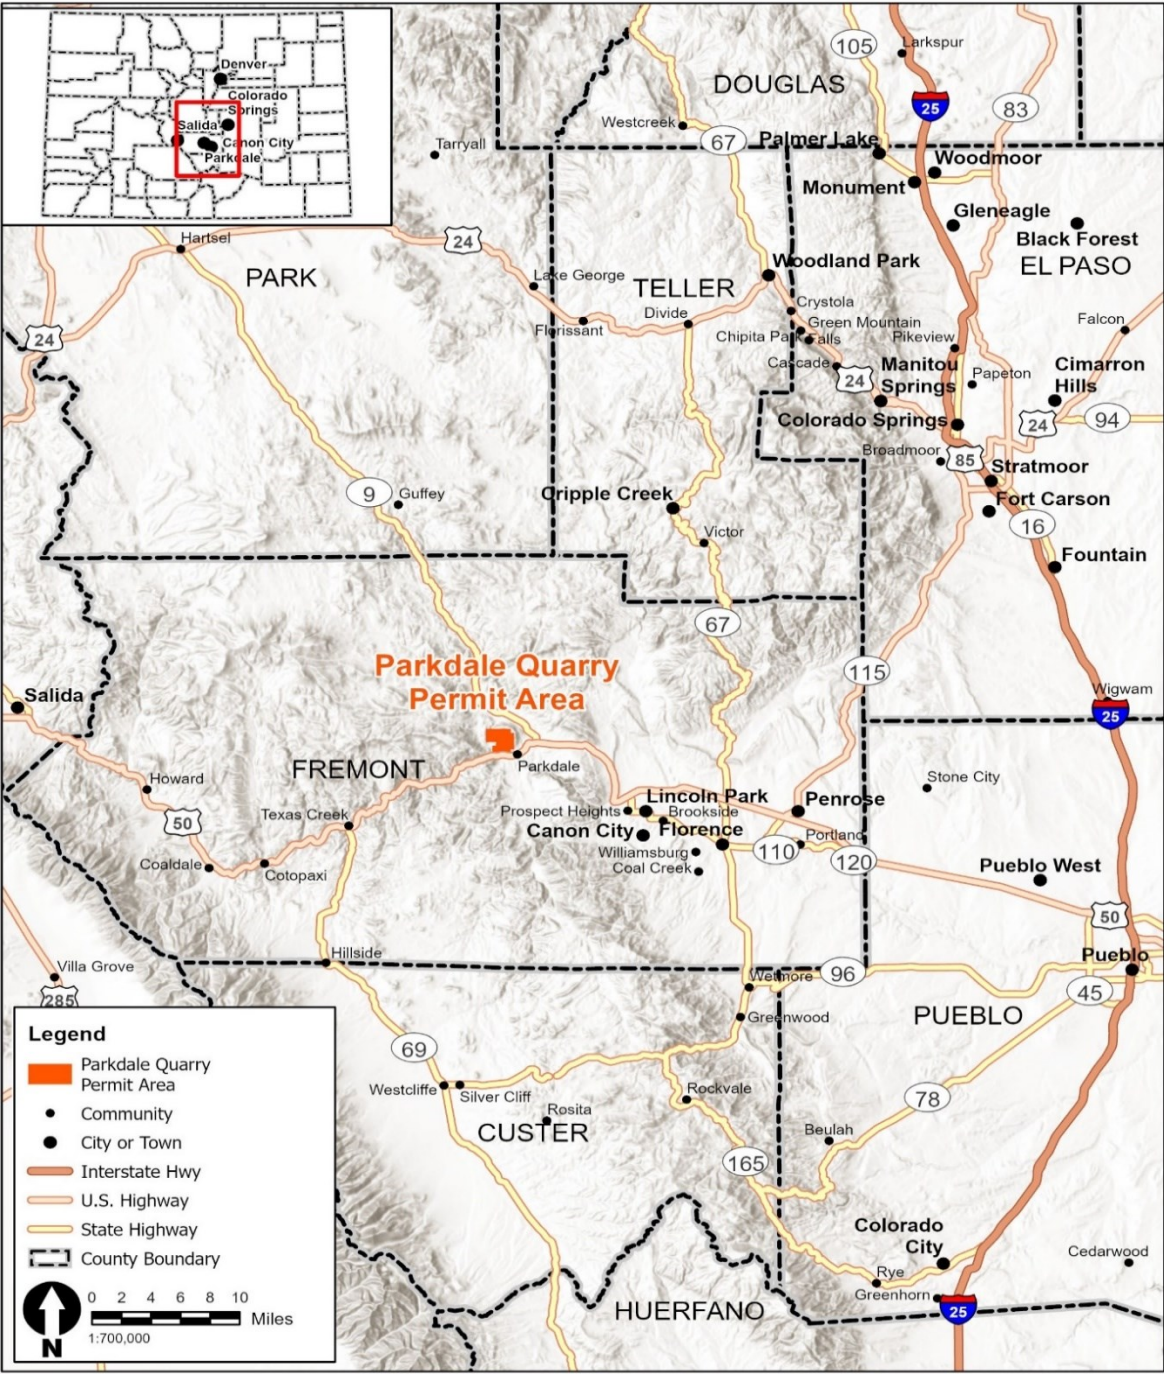 Denver
Colorado
Springs
Salida
Canon City
Parkdale
105
Larkspur
DOUGLAS
25
83
Westcreek
67
Palmer Lake
Tarryall
Woodmoor
Monument
Gleneagle
Black Forest
EL PASO
Hartsel
24
PARK
Woodland Park
Lake George
TELLER
Crystola
Divide
Florissant
Green Mountain
Falls
Chipita Park
Pikeview
Falcon
24
Cascade
24
Manitou
Springs
Papeton
Cimarron
Hills
Colorado Springs
24
94
Broadmoor
85
Stratmoor
9
Guffey
Cripple Creek
Fort Carson
16
Victor
Fountain
67
Parkdale Quarry
Permit Area
115
Salida
Wigwam
25
Parkdale
FREMONT
Howard
Stone City
Texas Creek
50
Prospect Heights
Lincoln Park
Brookside
Penrose
Canon City
Florence
Portland
110
120
Williamsburg
Coal Creek
Coaldale
Cotopaxi
Pueblo West
50
Hillside
Pueblo
Villa Grove
285
Wetmore
96
45
Greenwood
PUEBLO
69
Westcliffe
Silver Cliff
Rockvale
78
Rosita
CUSTER
Beulah
165
Colorado
City
Cedarwood
Rye
Greenhorn
25
HUERFANO
Legend
Parkdale Quarry
Permit Area
Community
City or Town
Interstate Hwy
U.S. Highway
State Highway
County Boundary
N
0 2 4 6 8 10
Miles
1:700,000